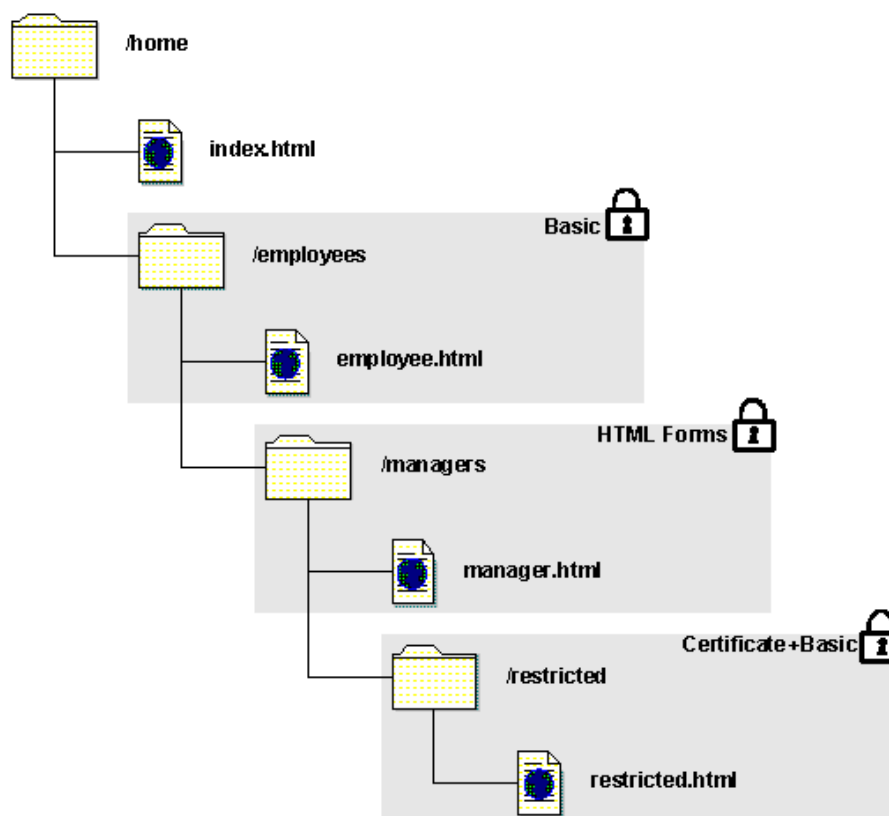 /home
index.html
Basic
/employees
employee.html
HTML Forms
/managers
manager.html
Certificate+Basic
/restricted
restricted.html